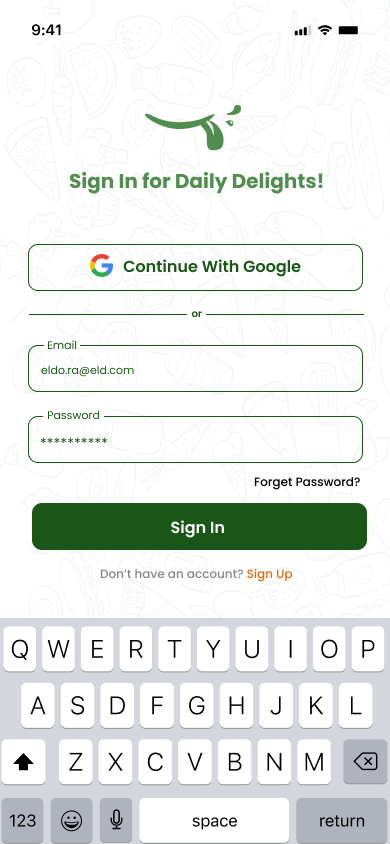 9:41
Sign In for Daily Delights!
Continue With Google
or
Email
eldo.ra@eld.com
Password
**********
Forget Password?
Sign In
Don't have an account? Sign Up
Q W E R T Y U I O P
A S D F G H J K L
Z X C V B N M
123 space return